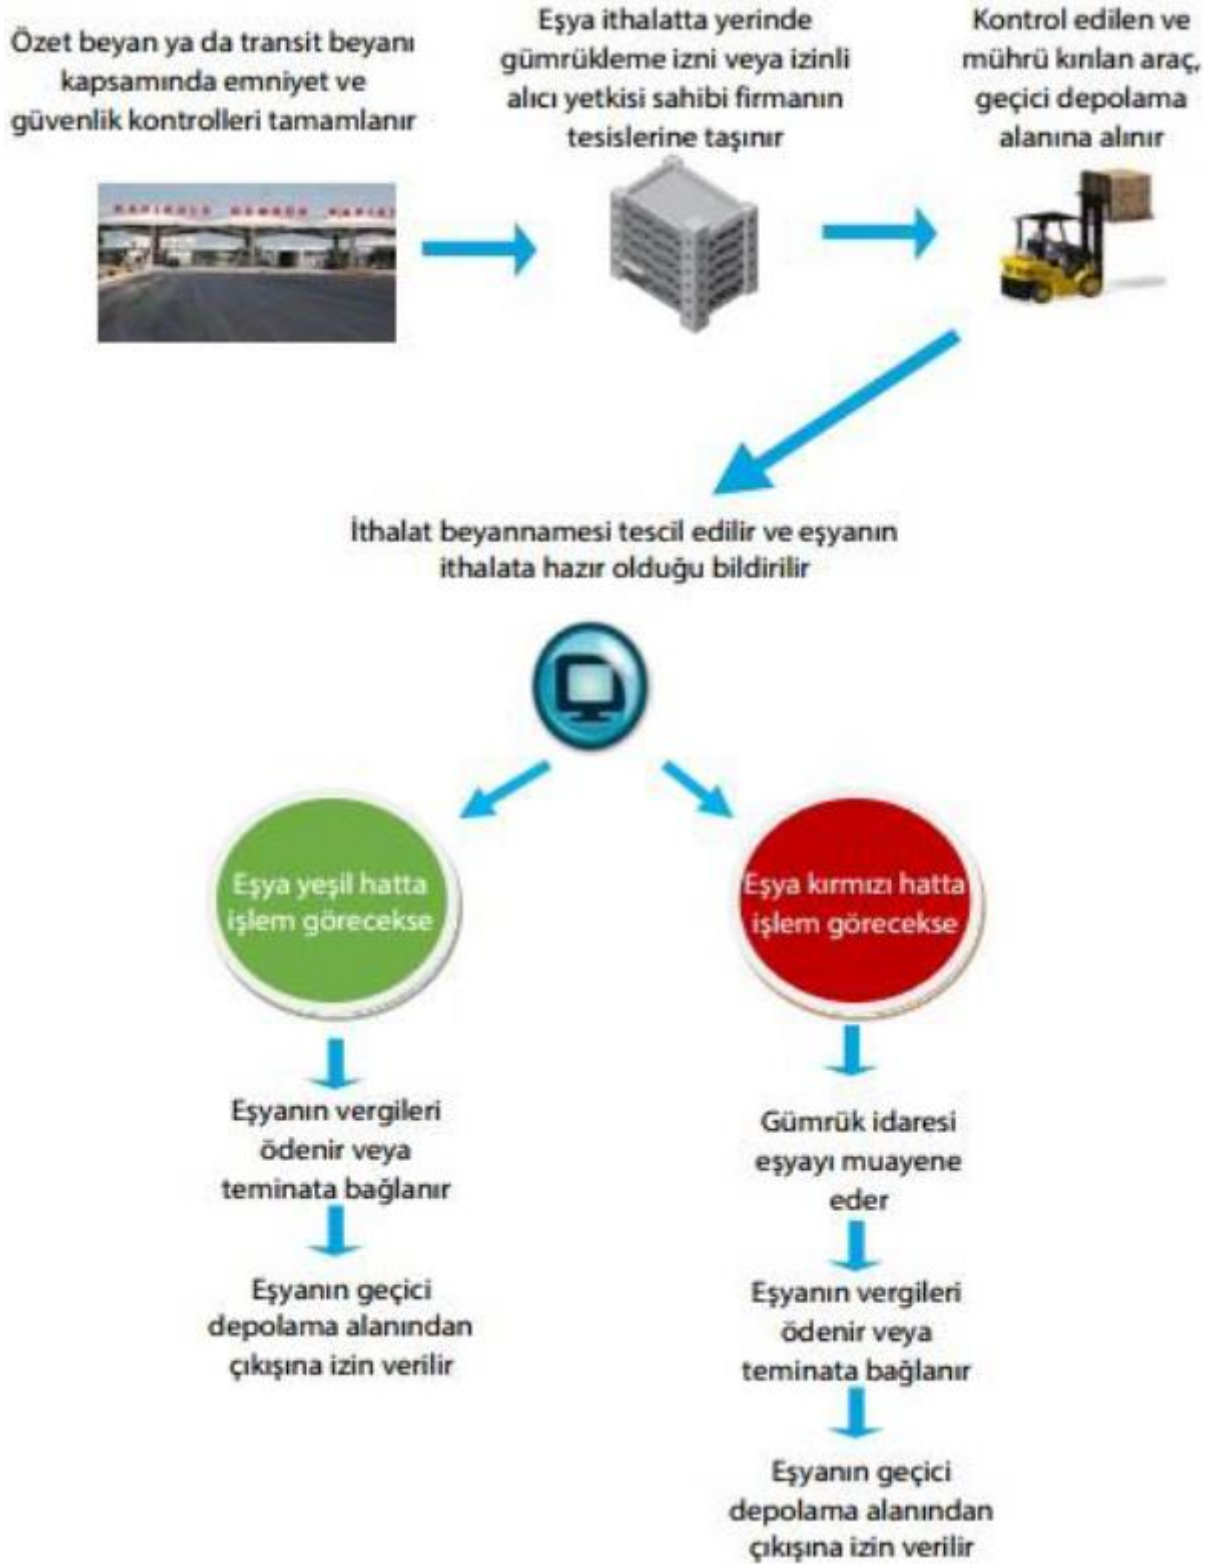 Özet beyan ya da transit beyanı
kapsamında emniyet ve
güvenlik kontrolleri tamamlanır
Eşya ithalatta yerinde
gümrükleme izni veya izinli
alıcı yetkisi sahibi firmanın
tesislerine taşınır
Kontrol edilen ve
mührü kırılan araç,
geçici depolama
alanına alınır
İthalat beyannamesi tescil edilir ve eşyanın
ithalata hazır olduğu bildirilir
Eşya yeşil hatta
işlem görecekse
Eşya kırmızı hatta
işlem görecekse
Eşyanın vergileri
ödenir veya
teminata bağlanır
Eşyanın geçici
depolama alanından
çıkışına izin verilir
Gümrük idaresi
eşyayı muayene
eder
Eşyanın vergileri
ödenir veya
teminata bağlanır
Eşyanın geçici
depolama alanından
çıkışına izin verilir